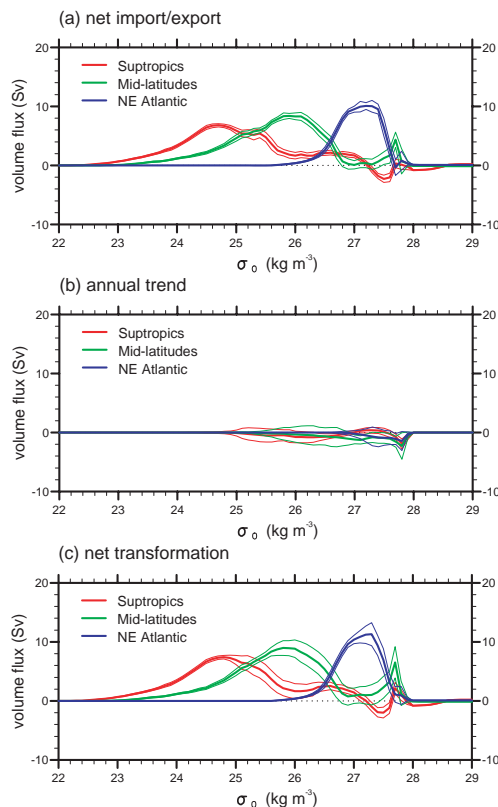 (a) net import/export
20
20
Suptropics
Mid-latitudes
NE Atlantic
10
10
0
0
-10
-10
volume flux (Sv)
22 23 24 25 26 27 28 29
σ₀ (kg m⁻³)
(b) annual trend
20
20
Suptropics
Mid-latitudes
NE Atlantic
10
10
0
0
-10
-10
volume flux (Sv)
22 23 24 25 26 27 28 29
σ₀ (kg m⁻³)
(c) net transformation
20
20
Suptropics
Mid-latitudes
NE Atlantic
10
10
0
0
-10
-10
volume flux (Sv)
22 23 24 25 26 27 28 29
σ₀ (kg m⁻³)